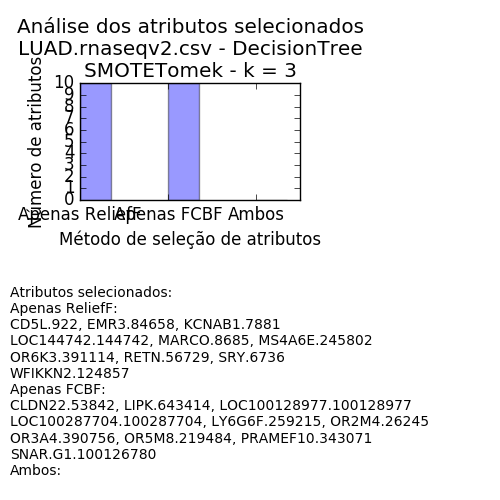 Análise dos atributos selecionados
LUAD.rnaseqv2.csv - DecisionTree
SMOTETomek - k = 3
Número de atributos
10
9
8
7
6
5
4
3
2
1
0
Apenas ReliefF
Apenas FCBF
Ambos
Método de seleção de atributos
Atributos selecionados:
Apenas ReliefF:
CD5L.922, EMR3.84658, KCNAB1.7881
LOC144742.144742, MARCO.8685, MS4A6E.245802
OR6K3.391114, RETN.56729, SRY.6736
WFIKKN2.124857
Apenas FCBF:
CLDN22.53842, LIPK.643414, LOC100128977.100128977
LOC100287704.100287704, LY6G6F.259215, OR2M4.26245
OR3A4.390756, OR5M8.219484, PRAMEF10.343071
SNAR.G1.100126780
Ambos: